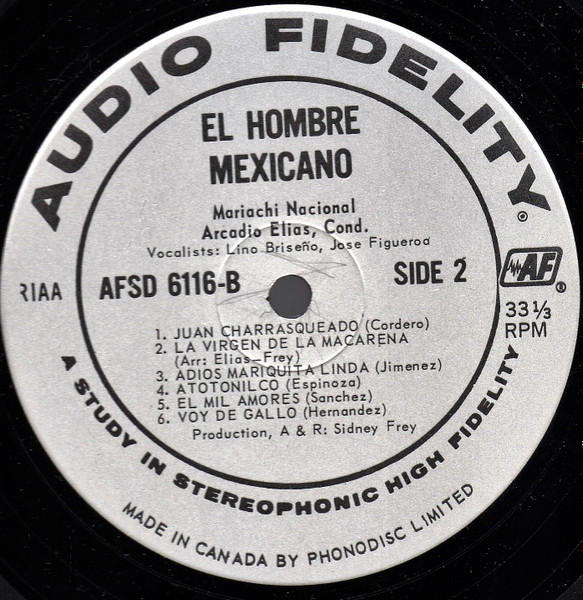 AUDIO FIDELITY®
EL HOMBRE
MEXICANO
Mariachi Nacional
Arcadio Elias, Cond.
Vocalists: Lino Briseño, Jose Figueroa
RIAA
AFSD 6116-B
SIDE 2
AF®
33 1/3
RPM
1. JUAN CHARRASQUEADO (Cordero)
2. LA VIRGEN DE LA MACARENA
(Arr: Elias-Frey)
3. ADIOS MARIQUITA LINDA (Jimenez)
4. ATOTONILCO (Espinoza)
5. EL MIL AMORES (Sanchez)
6. VOY DE GALLO (Hernandez)
Production, A & R: Sidney Frey
A STUDY IN STEREOPHONIC HIGH FIDELITY
MADE IN CANADA BY PHONODISC LIMITED